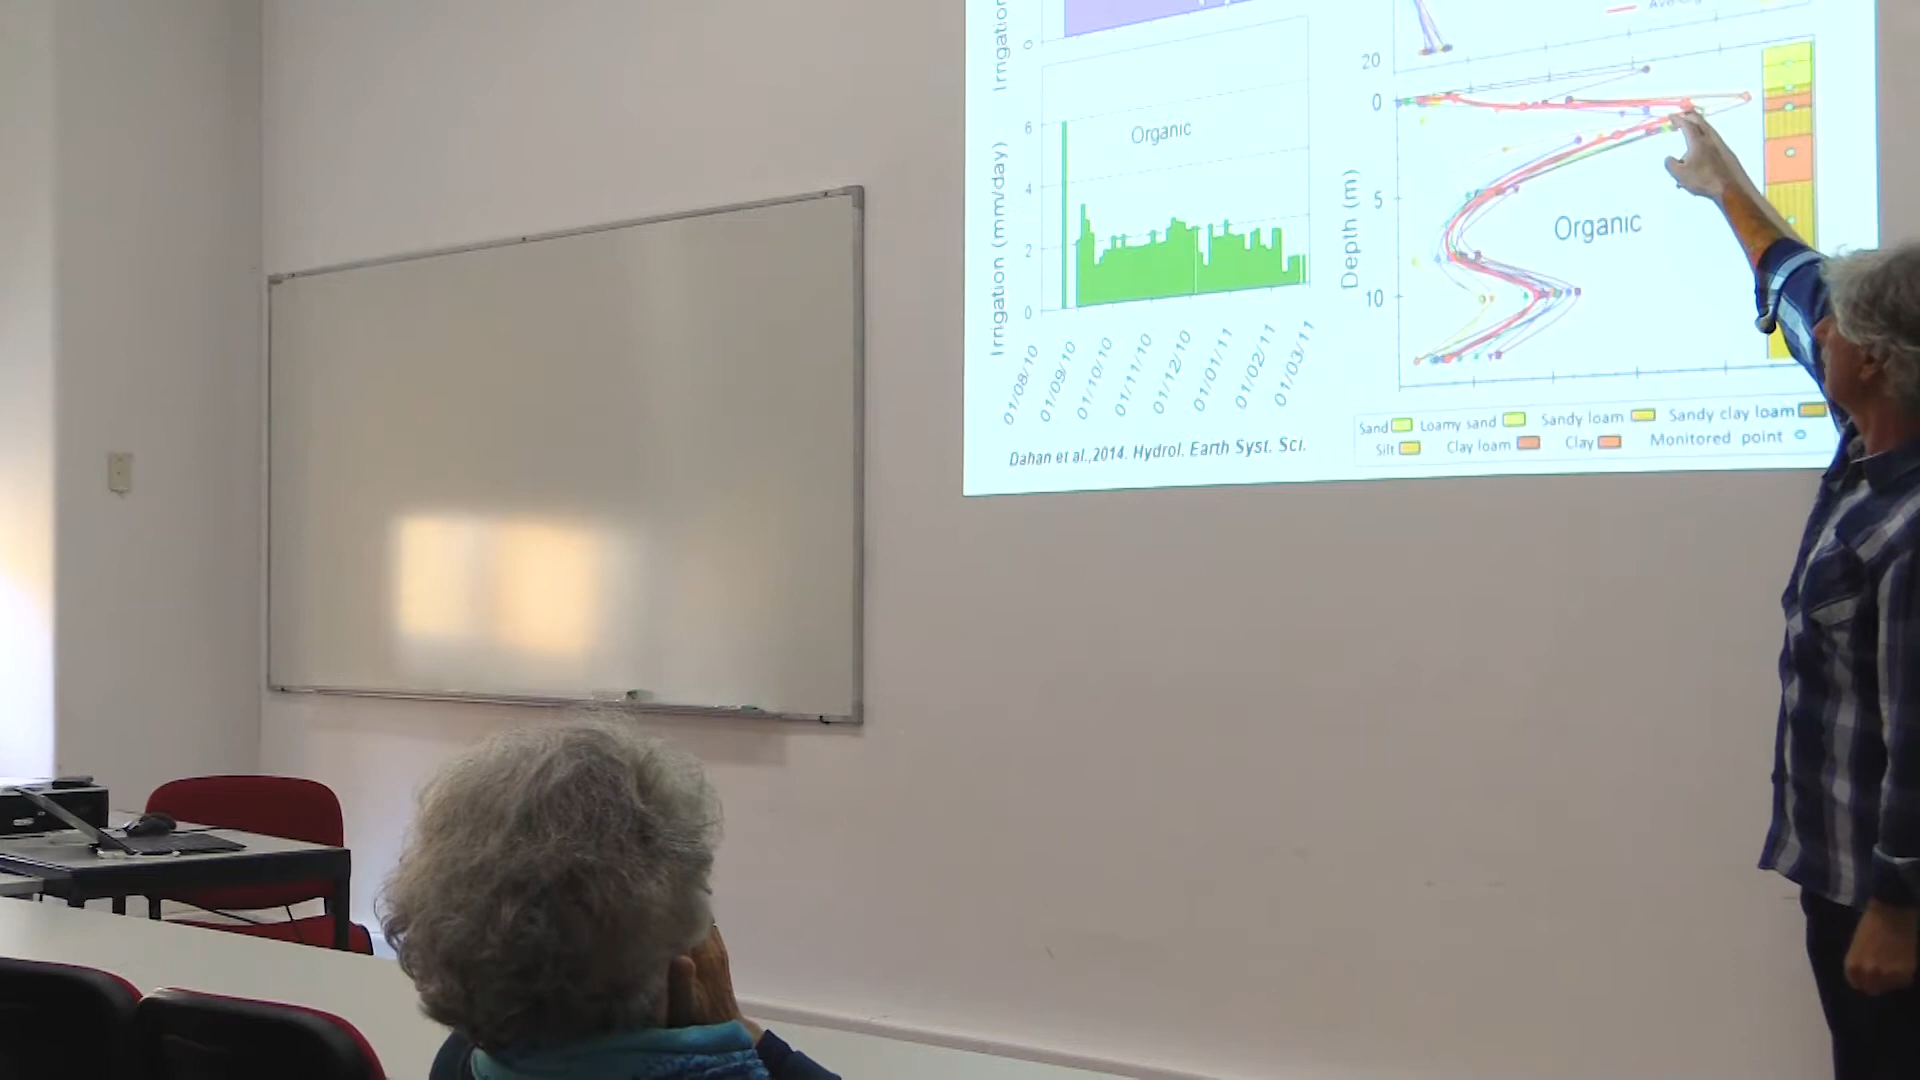 Irrigation
0
Irrigation (mm/day)
6
4
2
0
Organic
01/08/10
01/09/10
01/10/10
01/11/10
01/12/10
01/01/11
01/02/11
01/03/11
Dahan et al.,2014. Hydrol. Earth Syst. Sci.
20
0
5
10
Depth (m)
Organic
Sand Loamy sand Sandy loam Sandy clay loam
Silt Clay loam Clay Monitored point